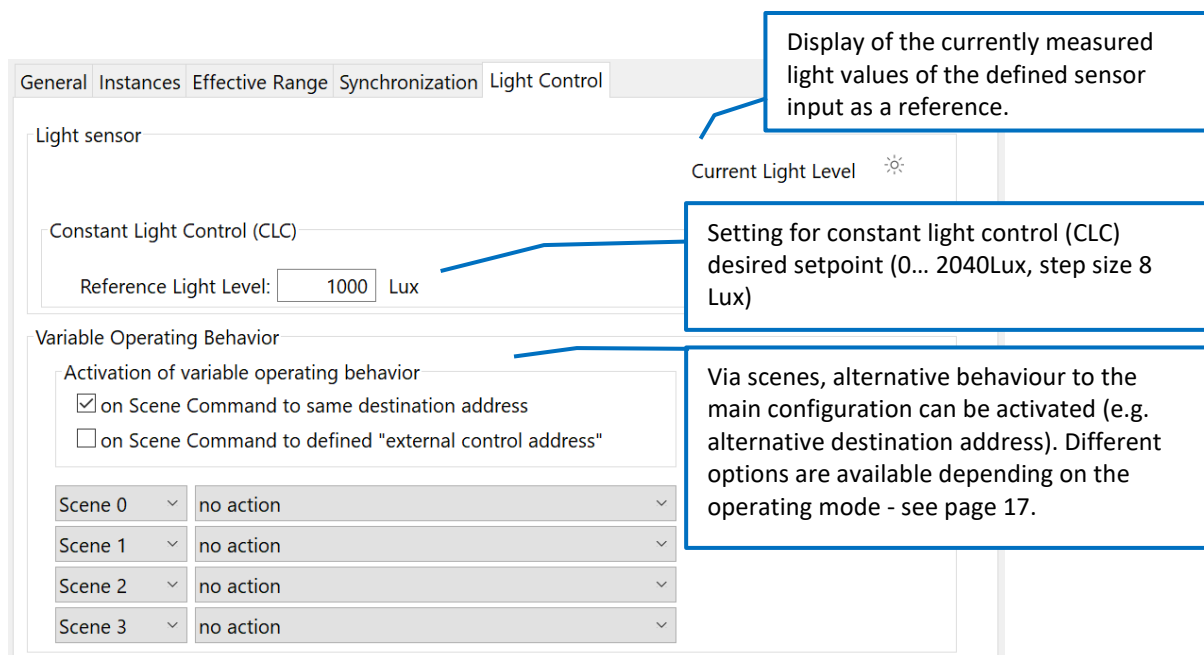 Display of the currently measured
light values of the defined sensor
input as a reference.
General Instances Effective Range Synchronization Light Control
Light sensor
Current Light Level
Constant Light Control (CLC)
Reference Light Level: 1000 Lux
Setting for constant light control (CLC)
desired setpoint (0... 2040Lux, step size 8
Lux)
Variable Operating Behavior
Activation of variable operating behavior
on Scene Command to same destination address
on Scene Command to defined "external control address"
Via scenes, alternative behaviour to the
main configuration can be activated (e.g.
alternative destination address). Different
options are available depending on the
operating mode - see page 17.
Scene 0 no action
Scene 1 no action
Scene 2 no action
Scene 3 no action